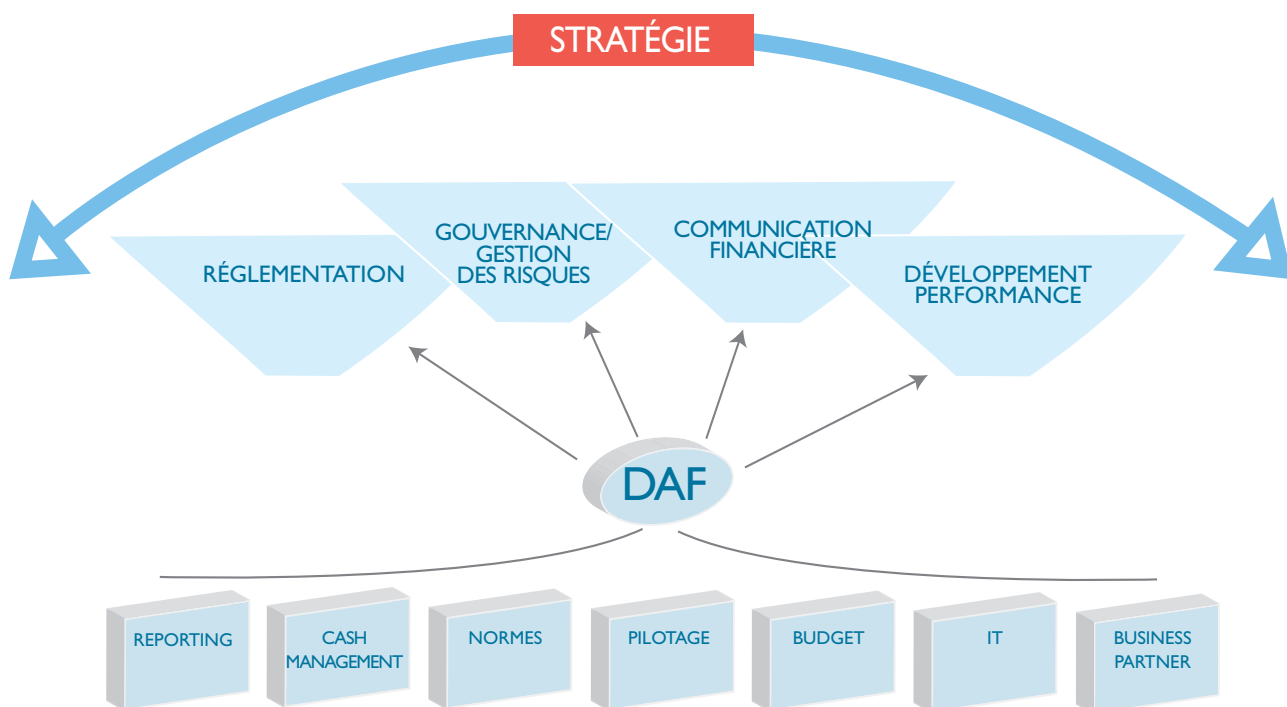 STRATÉGIE
RÉGLEMENTATION
GOUVERNANCE/
GESTION
DES RISQUES
COMMUNICATION
FINANCIÈRE
DÉVELOPPEMENT
PERFORMANCE
DAF
REPORTING
CASH
MANAGEMENT
NORMES
PILOTAGE
BUDGET
IT
BUSINESS
PARTNER